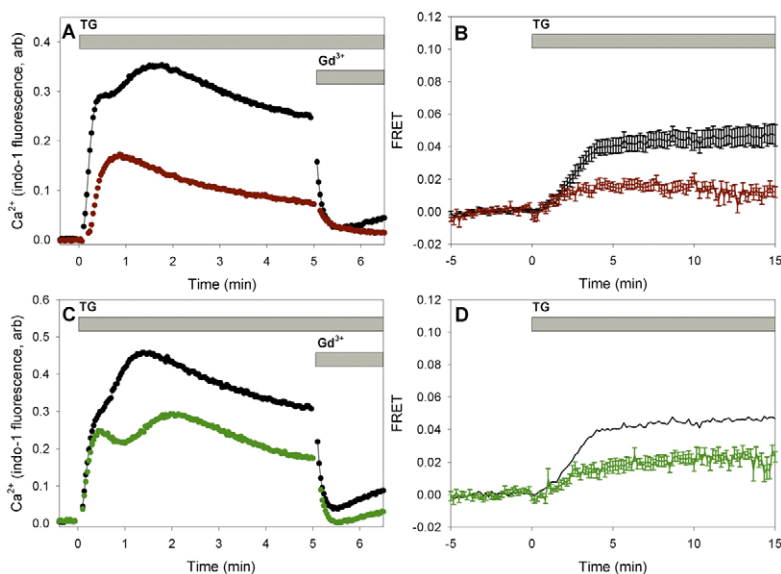 A
TG
Gd³⁺
Ca²⁺ (indo-1 fluorescence, arb)
0.4
0.3
0.2
0.1
0.0
0 1 2 3 4 5 6
Time (min)
B
TG
FRET
0.12
0.10
0.08
0.06
0.04
0.02
0.00
-0.02
-5 0 5 10 15
Time (min)
C
TG
Gd³⁺
Ca²⁺ (indo-1 fluorescence, arb)
0.6
0.5
0.4
0.3
0.2
0.1
0.0
0 1 2 3 4 5 6
Time (min)
D
TG
FRET
0.12
0.10
0.08
0.06
0.04
0.02
0.00
-0.02
-5 0 5 10 15
Time (min)